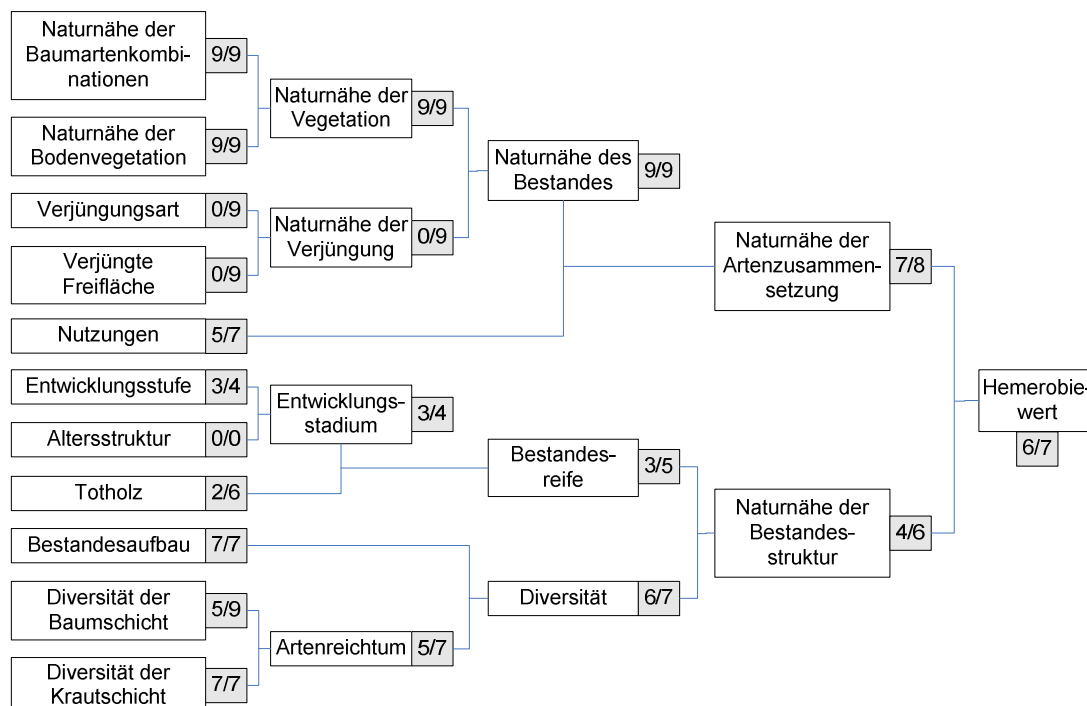 Naturnähe der
Baumartenkombi-
nationen
9/9
Naturnähe der
Bodenvegetation
9/9
Verjüngungsart
0/9
Verjüngte
Freifläche
0/9
Nutzungen
5/7
Entwicklungsstufe
3/4
Altersstruktur
0/0
Totholz
2/6
Bestandesaufbau
7/7
Diversität der
Baumschicht
5/9
Diversität der
Krautschicht
7/7
Naturnähe der
Vegetation
9/9
Naturnähe der
Verjüngung
0/9
Entwicklungs-
stadium
3/4
Artenreichtum
5/7
Naturnähe des
Bestandes
9/9
Bestandes-
reife
3/5
Diversität
6/7
Naturnähe der
Artenzusammen-
setzung
7/8
Naturnähe der
Bestandes-
struktur
4/6
Hemerobie-
wert
6/7